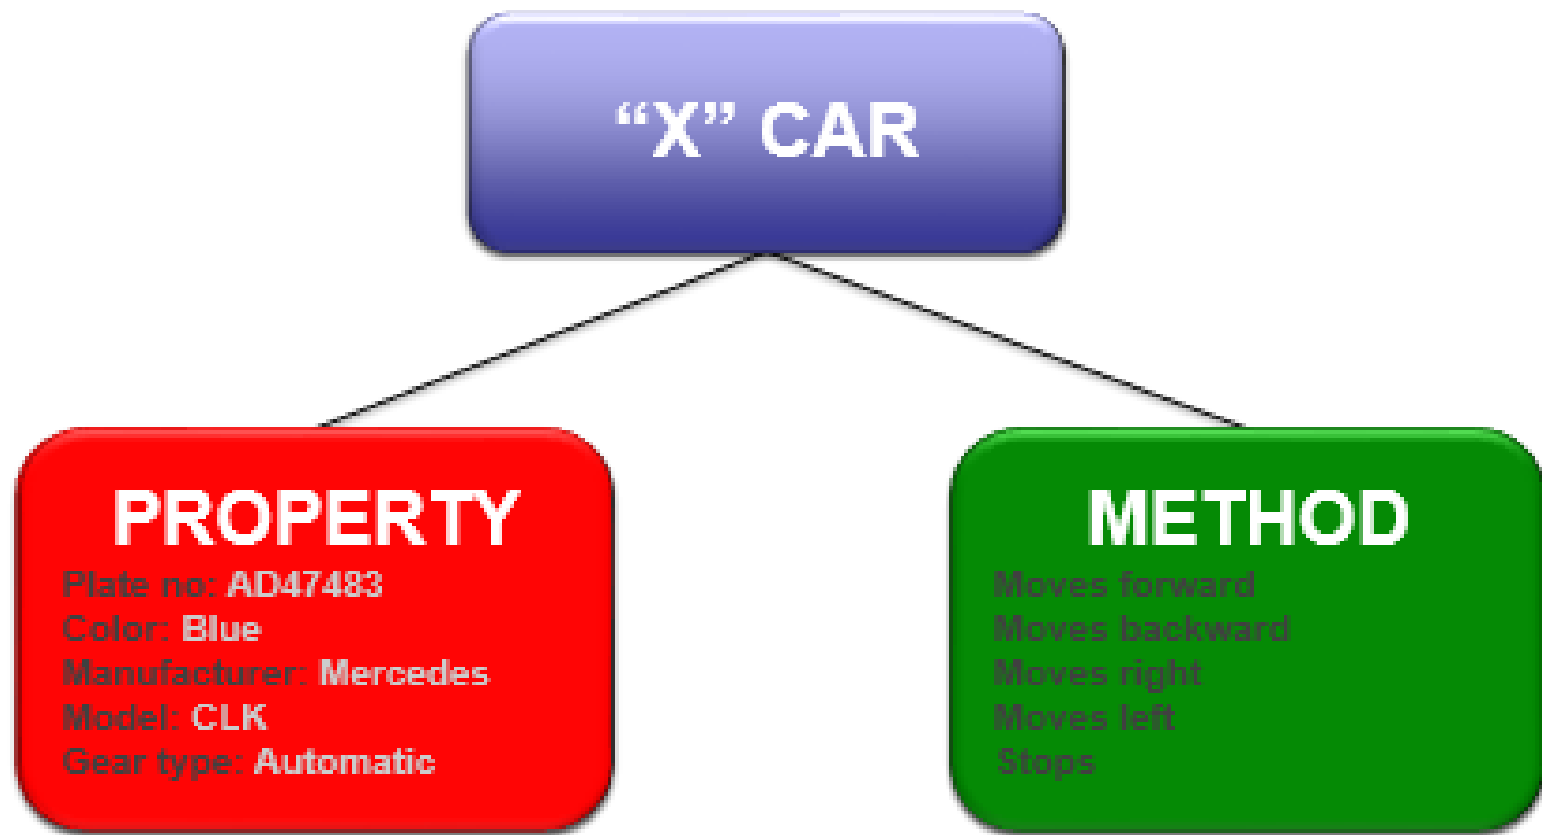 “X” CAR
PROPERTY
Plate no: AD47483
Color: Blue
Manufacturer: Mercedes
Model: CLK
Gear type: Automatic
METHOD
Moves forward
Moves backward
Moves right
Moves left
Stops